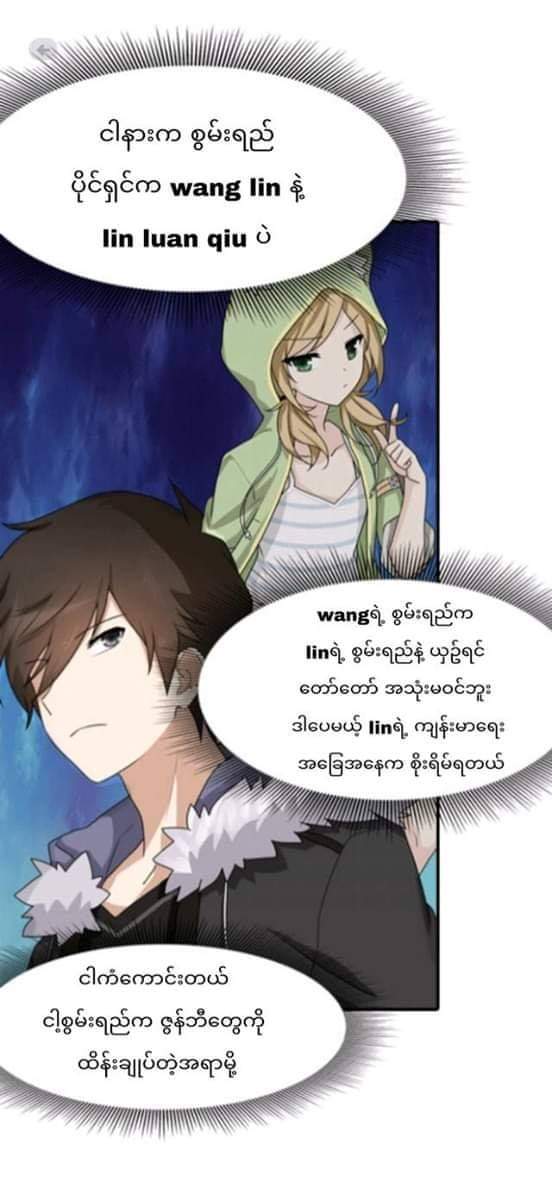 ငါနားက စွမ်းရည်
ပိုင်ရှင်က wang lin နဲ့
lin luan qiu ပဲ
wangရဲ့ စွမ်းရည်က
linရဲ့ စွမ်းရည်နဲ့ ယှဥ်ရင်
တော်တော် အသုံးမဝင်ဘူး
ဒါပေမယ့် linရဲ့ ကျန်းမာရေး
အခြေအနေက စိုးရိမ်ရတယ်
ငါကံကောင်းတယ်
ငါ့စွမ်းရည်က ဇွန်ဘီတွေကို
ထိန်းချုပ်တဲ့အရာမို့